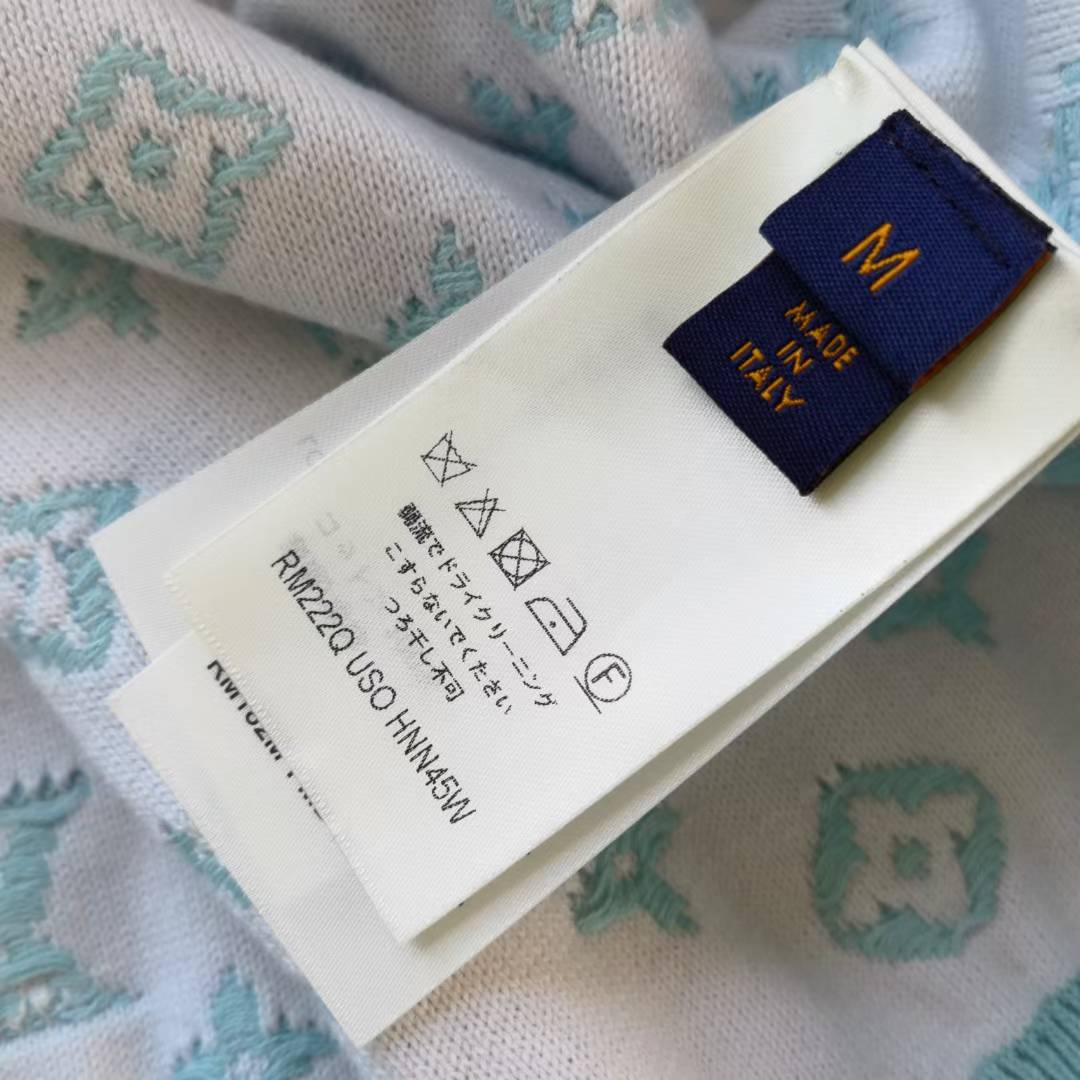 M
MADE
IN
ITALY
F
弱流でドライクリーニング
こすらないでください
つろ干し不可
RM222Q USO HNN45W